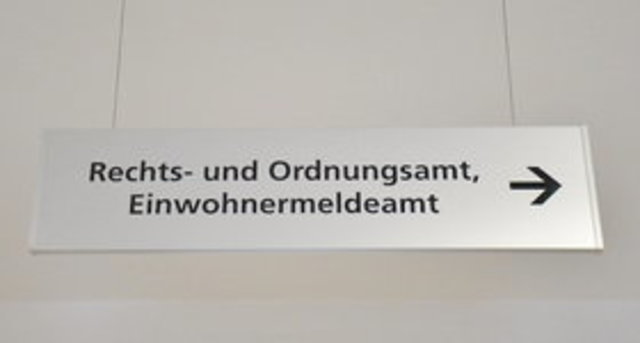 Rechts- und Ordnungsamt,
Einwohnermeldeamt